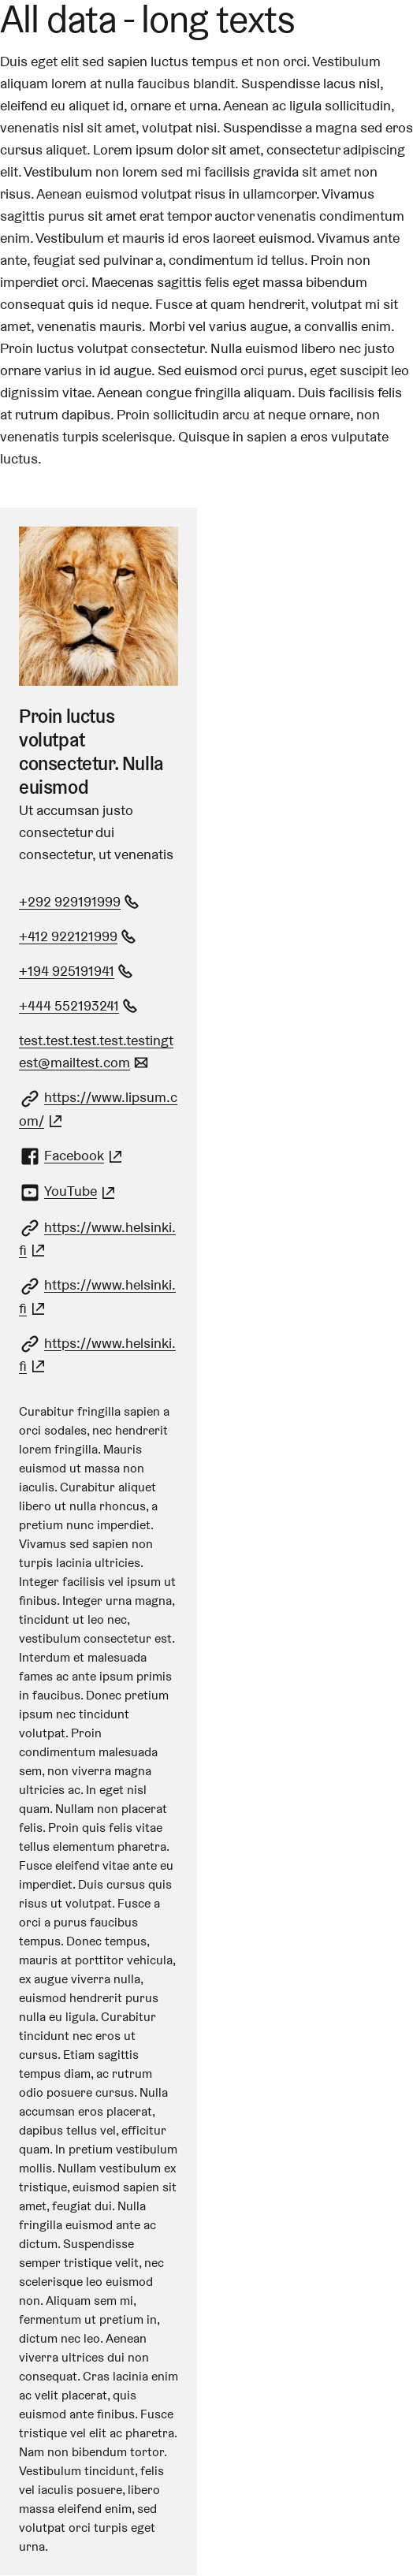 All data - long texts
Duis eget elit sed sapien luctus tempus et non orci. Vestibulum
aliquam lorem at nulla faucibus blandit. Suspendisse lacus nisl,
eleifend eu aliquet id, ornare et urna. Aenean ac ligula sollicitudin,
venenatis nisl sit amet, volutpat nisi. Suspendisse a magna sed eros
cursus aliquet. Lorem ipsum dolor sit amet, consectetur adipiscing
elit. Vestibulum non lorem sed mi facilisis gravida sit amet non
risus. Aenean euismod volutpat risus in ullamcorper. Vivamus
sagittis purus sit amet erat tempor auctor venenatis condimentum
enim. Vestibulum et mauris id eros laoreet euismod. Vivamus ante
ante, feugiat sed pulvinar a, condimentum id tellus. Proin non
imperdiet orci. Maecenas sagittis felis eget massa bibendum
consequat quis id neque. Fusce at quam hendrerit, volutpat mi sit
amet, venenatis mauris. Morbi vel varius augue, a convallis enim.
Proin luctus volutpat consectetur. Nulla euismod libero nec justo
ornare varius in id augue. Sed euismod orci purus, eget suscipit leo
dignissim vitae. Aenean congue fringilla aliquam. Duis facilisis felis
at rutrum dapibus. Proin sollicitudin arcu at neque ornare, non
venenatis turpis scelerisque. Quisque in sapien a eros vulputate
luctus.
Proin luctus
volutpat
consectetur. Nulla
euismod
Ut accumsan justo
consectetur dui
consectetur, ut venenatis
+292 929191999
+412 922121999
+194 925191941
+444 552193241
test.test.test.test.testingt
est@mailtest.com
https://www.lipsum.c
om/
Facebook
YouTube
https://www.helsinki.
fi
https://www.helsinki.
fi
https://www.helsinki.
fi
Curabitur fringilla sapien a
orci sodales, nec hendrerit
lorem fringilla. Mauris
euismod ut massa non
iaculis. Curabitur aliquet
libero ut nulla rhoncus, a
pretium nunc imperdiet.
Vivamus sed sapien non
turpis lacinia ultricies.
Integer facilisis vel ipsum ut
finibus. Integer urna magna,
tincidunt ut leo nec,
vestibulum consectetur est.
Interdum et malesuada
fames ac ante ipsum primis
in faucibus. Donec pretium
ipsum nec tincidunt
volutpat. Proin
condimentum malesuada
sem, non viverra magna
ultricies ac. In eget nisl
quam. Nullam non placerat
felis. Proin quis felis vitae
tellus elementum pharetra.
Fusce eleifend vitae ante eu
imperdiet. Duis cursus quis
risus ut volutpat. Fusce a
orci a purus faucibus
tempus. Donec tempus,
mauris at porttitor vehicula,
ex augue viverra nulla,
euismod hendrerit purus
nulla eu ligula. Curabitur
tincidunt nec eros ut
cursus. Etiam sagittis
tempus diam, ac rutrum
odio posuere cursus. Nulla
accumsan eros placerat,
dapibus tellus vel, efficitur
quam. In pretium vestibulum
mollis. Nullam vestibulum ex
tristique, euismod sapien sit
amet, feugiat dui. Nulla
fringilla euismod ante ac
dictum. Suspendisse
semper tristique velit, nec
scelerisque leo euismod
non. Aliquam sem mi,
fermentum ut pretium in,
dictum nec leo. Aenean
viverra ultrices dui non
consequat. Cras lacinia enim
ac velit placerat, quis
euismod ante finibus. Fusce
tristique vel elit ac pharetra.
Nam non bibendum tortor.
Vestibulum tincidunt, felis
vel iaculis posuere, libero
massa eleifend enim, sed
volutpat orci turpis eget
urna.